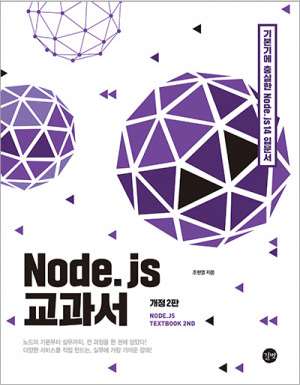 기본기에 충실한 Node.js 14 입문서
Node.js
교과서
조현영 지음
개정 2판
NODE.JS
TEXTBOOK 2ND
노드의 기본부터 실무까지, 전 과정을 한 권에 담았다!
다양한 서비스를 직접 만드는, 실무에 가장 가까운 강의!
길벗